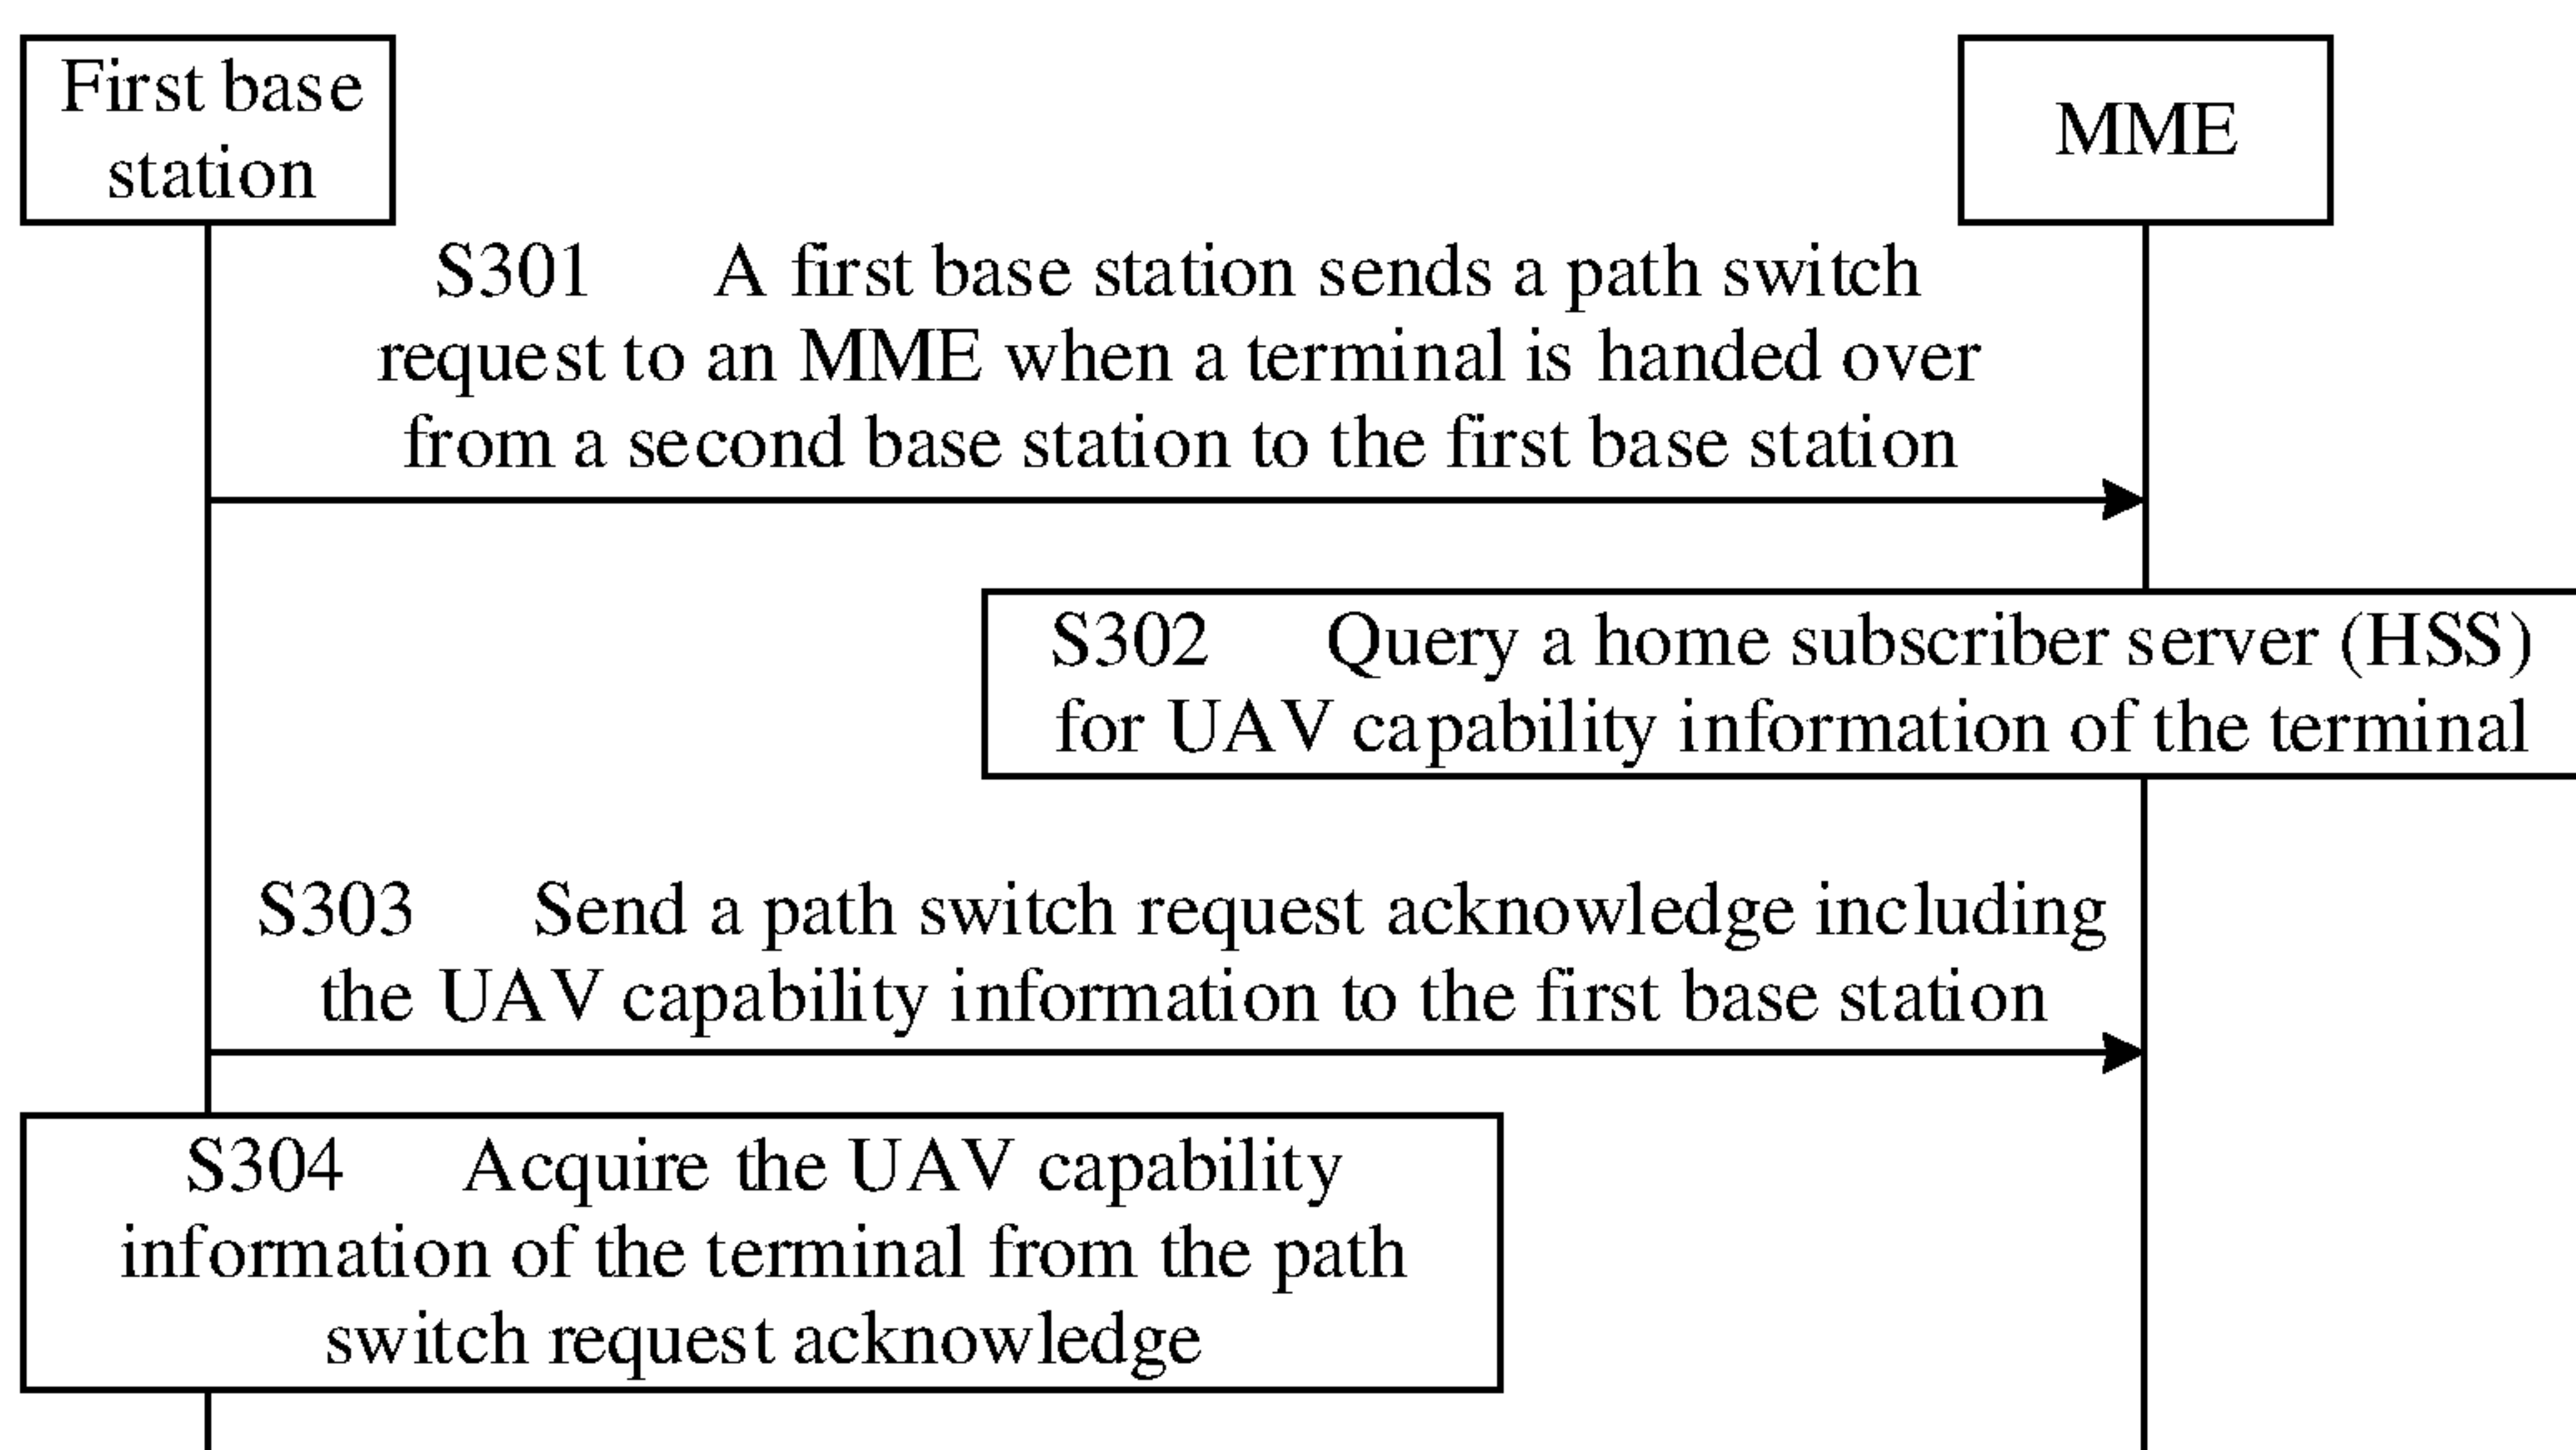 First base
station
MME
S301 A first base station sends a path switch
request to an MME when a terminal is handed over
from a second base station to the first base station
S302 Query a home subscriber server (HSS)
for UAV capability information of the terminal
S303 Send a path switch request acknowledge including
the UAV capability information to the first base station
S304 Acquire the UAV capability
information of the terminal from the path
switch request acknowledge